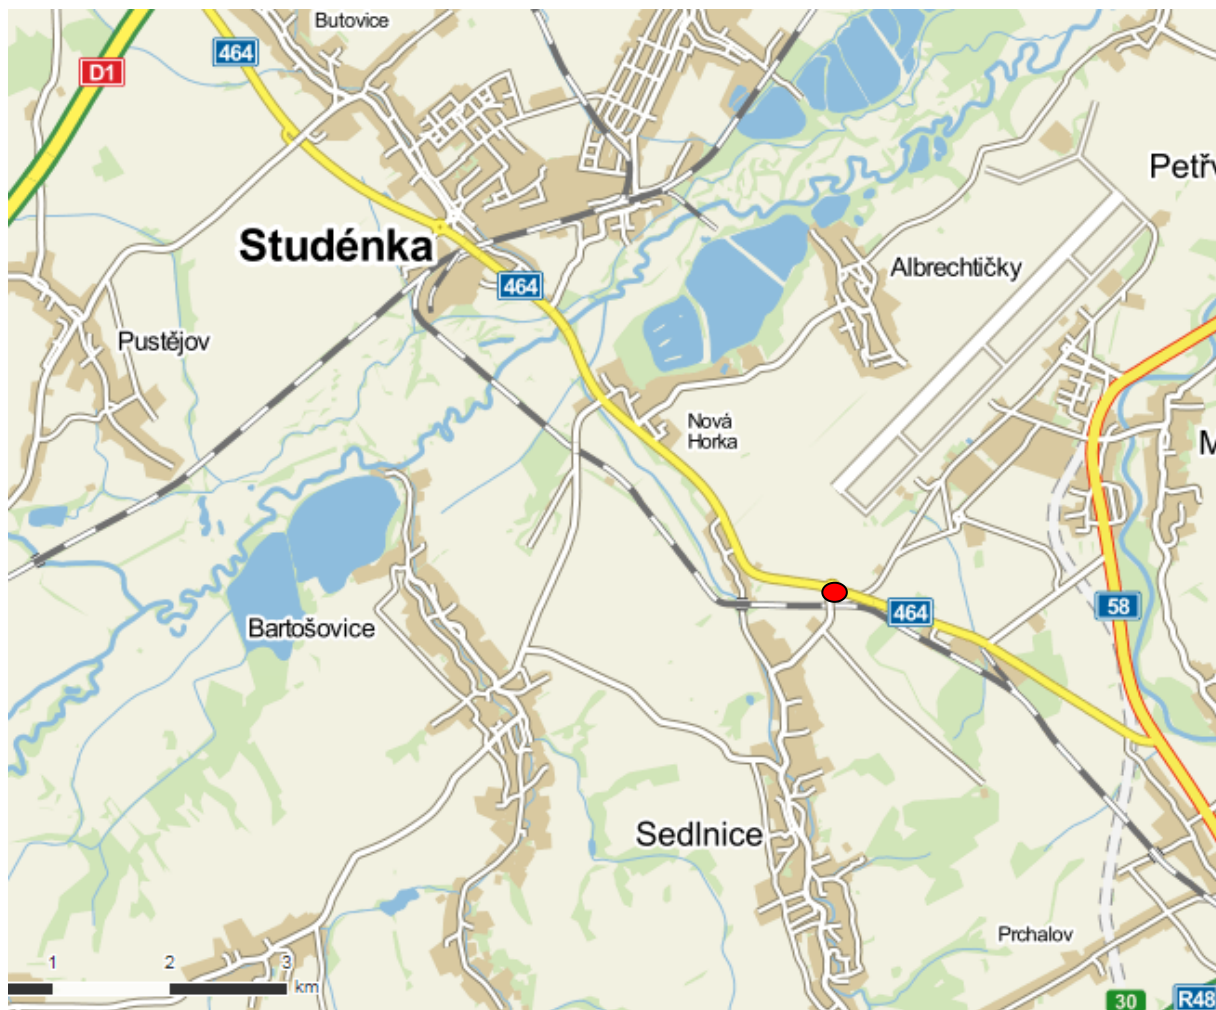 Butovice
464
D1
Petřv
Studénka
Albrechtičky
464
Pustějov
Nová
Horka
M
58
464
Bartošovice
Sedlnice
Prchalov
1 2 3
km
30
R48